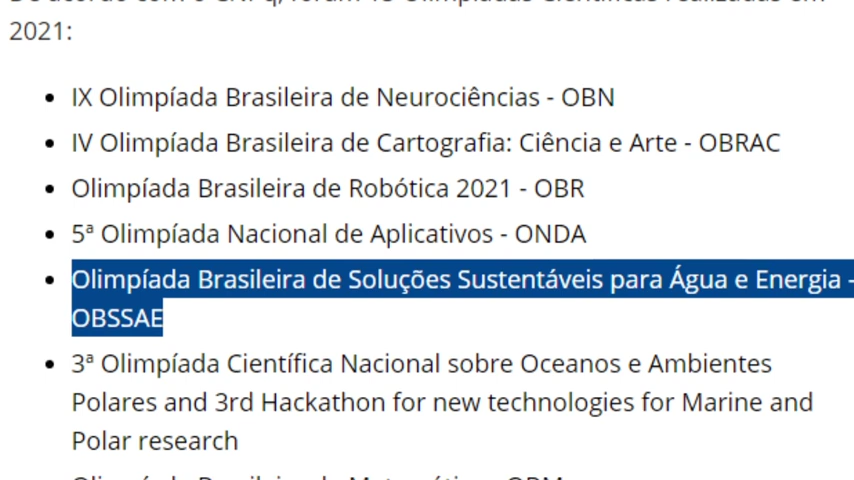 2021:
IX Olimpíada Brasileira de Neurociências - OBN
IV Olimpíada Brasileira de Cartografia: Ciência e Arte - OBRAC
Olimpíada Brasileira de Robótica 2021 - OBR
5ª Olimpíada Nacional de Aplicativos - ONDA
Olimpíada Brasileira de Soluções Sustentáveis para Água e Energia -
OBSSAE
3ª Olimpíada Científica Nacional sobre Oceanos e Ambientes
Polares and 3rd Hackathon for new technologies for Marine and
Polar research